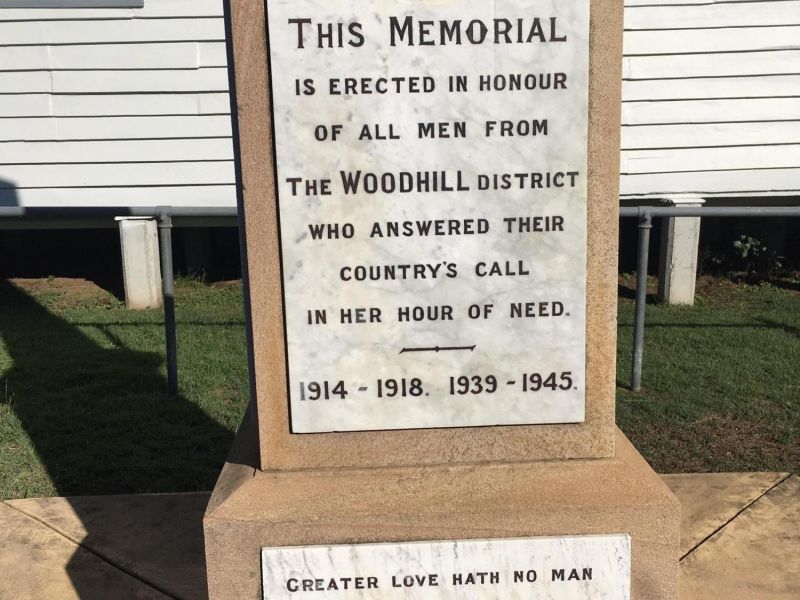 THIS MEMORIAL
IS ERECTED IN HONOUR
OF ALL MEN FROM
THE WOODHILL DISTRICT
WHO ANSWERED THEIR
COUNTRY'S CALL
IN HER HOUR OF NEED.
1914 - 1918. 1939 - 1945.
GREATER LOVE HATH NO MAN